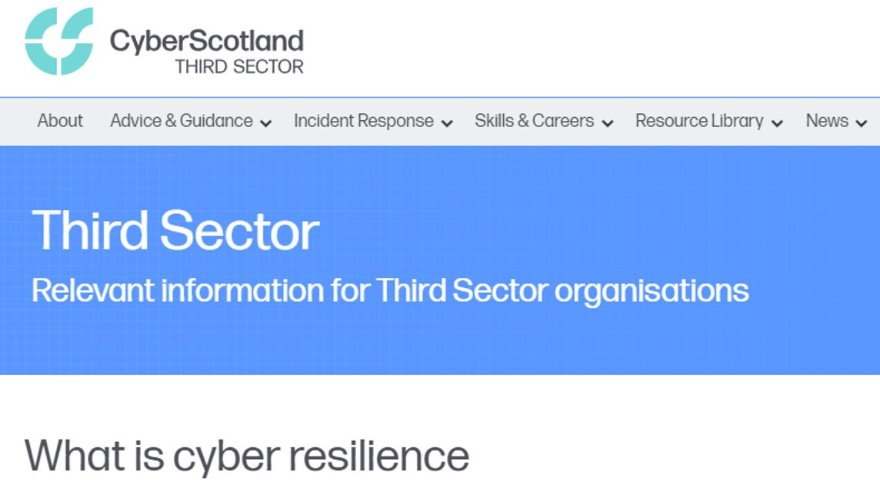 CyberScotland
THIRD SECTOR
About Advice & Guidance Incident Response Skills & Careers Resource Library News
Third Sector
Relevant information for Third Sector organisations
What is cyber resilience